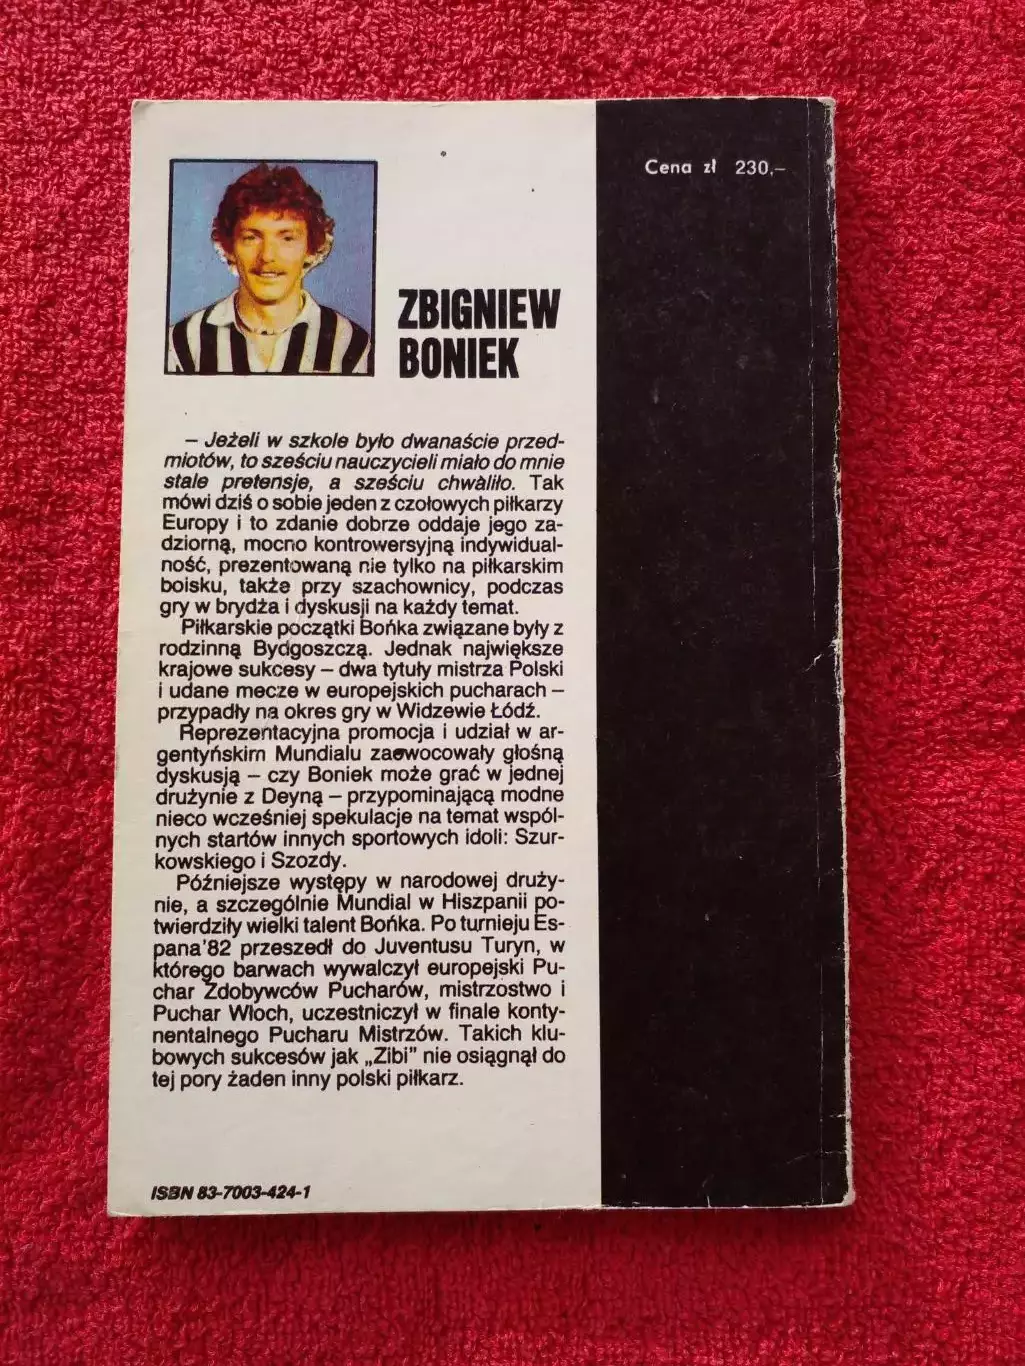 Cena zł 230,-
ZBIGNIEW
BONIEK
– Jeżeli w szkole było dwanaście przed-
miotów, to sześciu nauczycieli miało do mnie
stale pretensje, a sześciu chwaliło. Tak
mówi dziś o sobie jeden z czołowych piłkarzy
Europy i to zdanie dobrze oddaje jego za-
dziorną, mocno kontrowersyjną indywidual-
ność, prezentowaną nie tylko na piłkarskim
boisku, także przy szachownicy, podczas
gry w brydża i dyskusji na każdy temat.
Piłkarskie początki Bońka związane były z
rodzinną Bydgoszczą. Jednak największe
krajowe sukcesy – dwa tytuły mistrza Polski
i udane mecze w europejskich pucharach –
przypadły na okres gry w Widzewie Łódź.
Reprezentacyjna promocja i udział w ar-
gentyńskim Mundialu zaewocowały głośną
dyskusją – czy Boniek może grać w jednej
drużynie z Deyną – przypominającą modne
nieco wcześniej spekulacje na temat wspól-
nych startów innych sportowych idoli: Szur-
kowskiego i Szozdy.
Późniejsze występy w narodowej druży-
nie, a szczególnie Mundial w Hiszpanii po-
twierdziły wielki talent Bońka. Po turnieju Es-
pana'82 przeszedł do Juventusu Turyn, w
którego barwach wywalczył europejski Pu-
char Zdobywców Pucharów, mistrzostwo i
Puchar Włoch, uczestniczył w finale konty-
nentalnego Pucharu Mistrzów. Takich klu-
bowych sukcesów jak „Zibi" nie osiągnął do
tej pory żaden inny polski piłkarz.
ISBN 83-7003-424-1